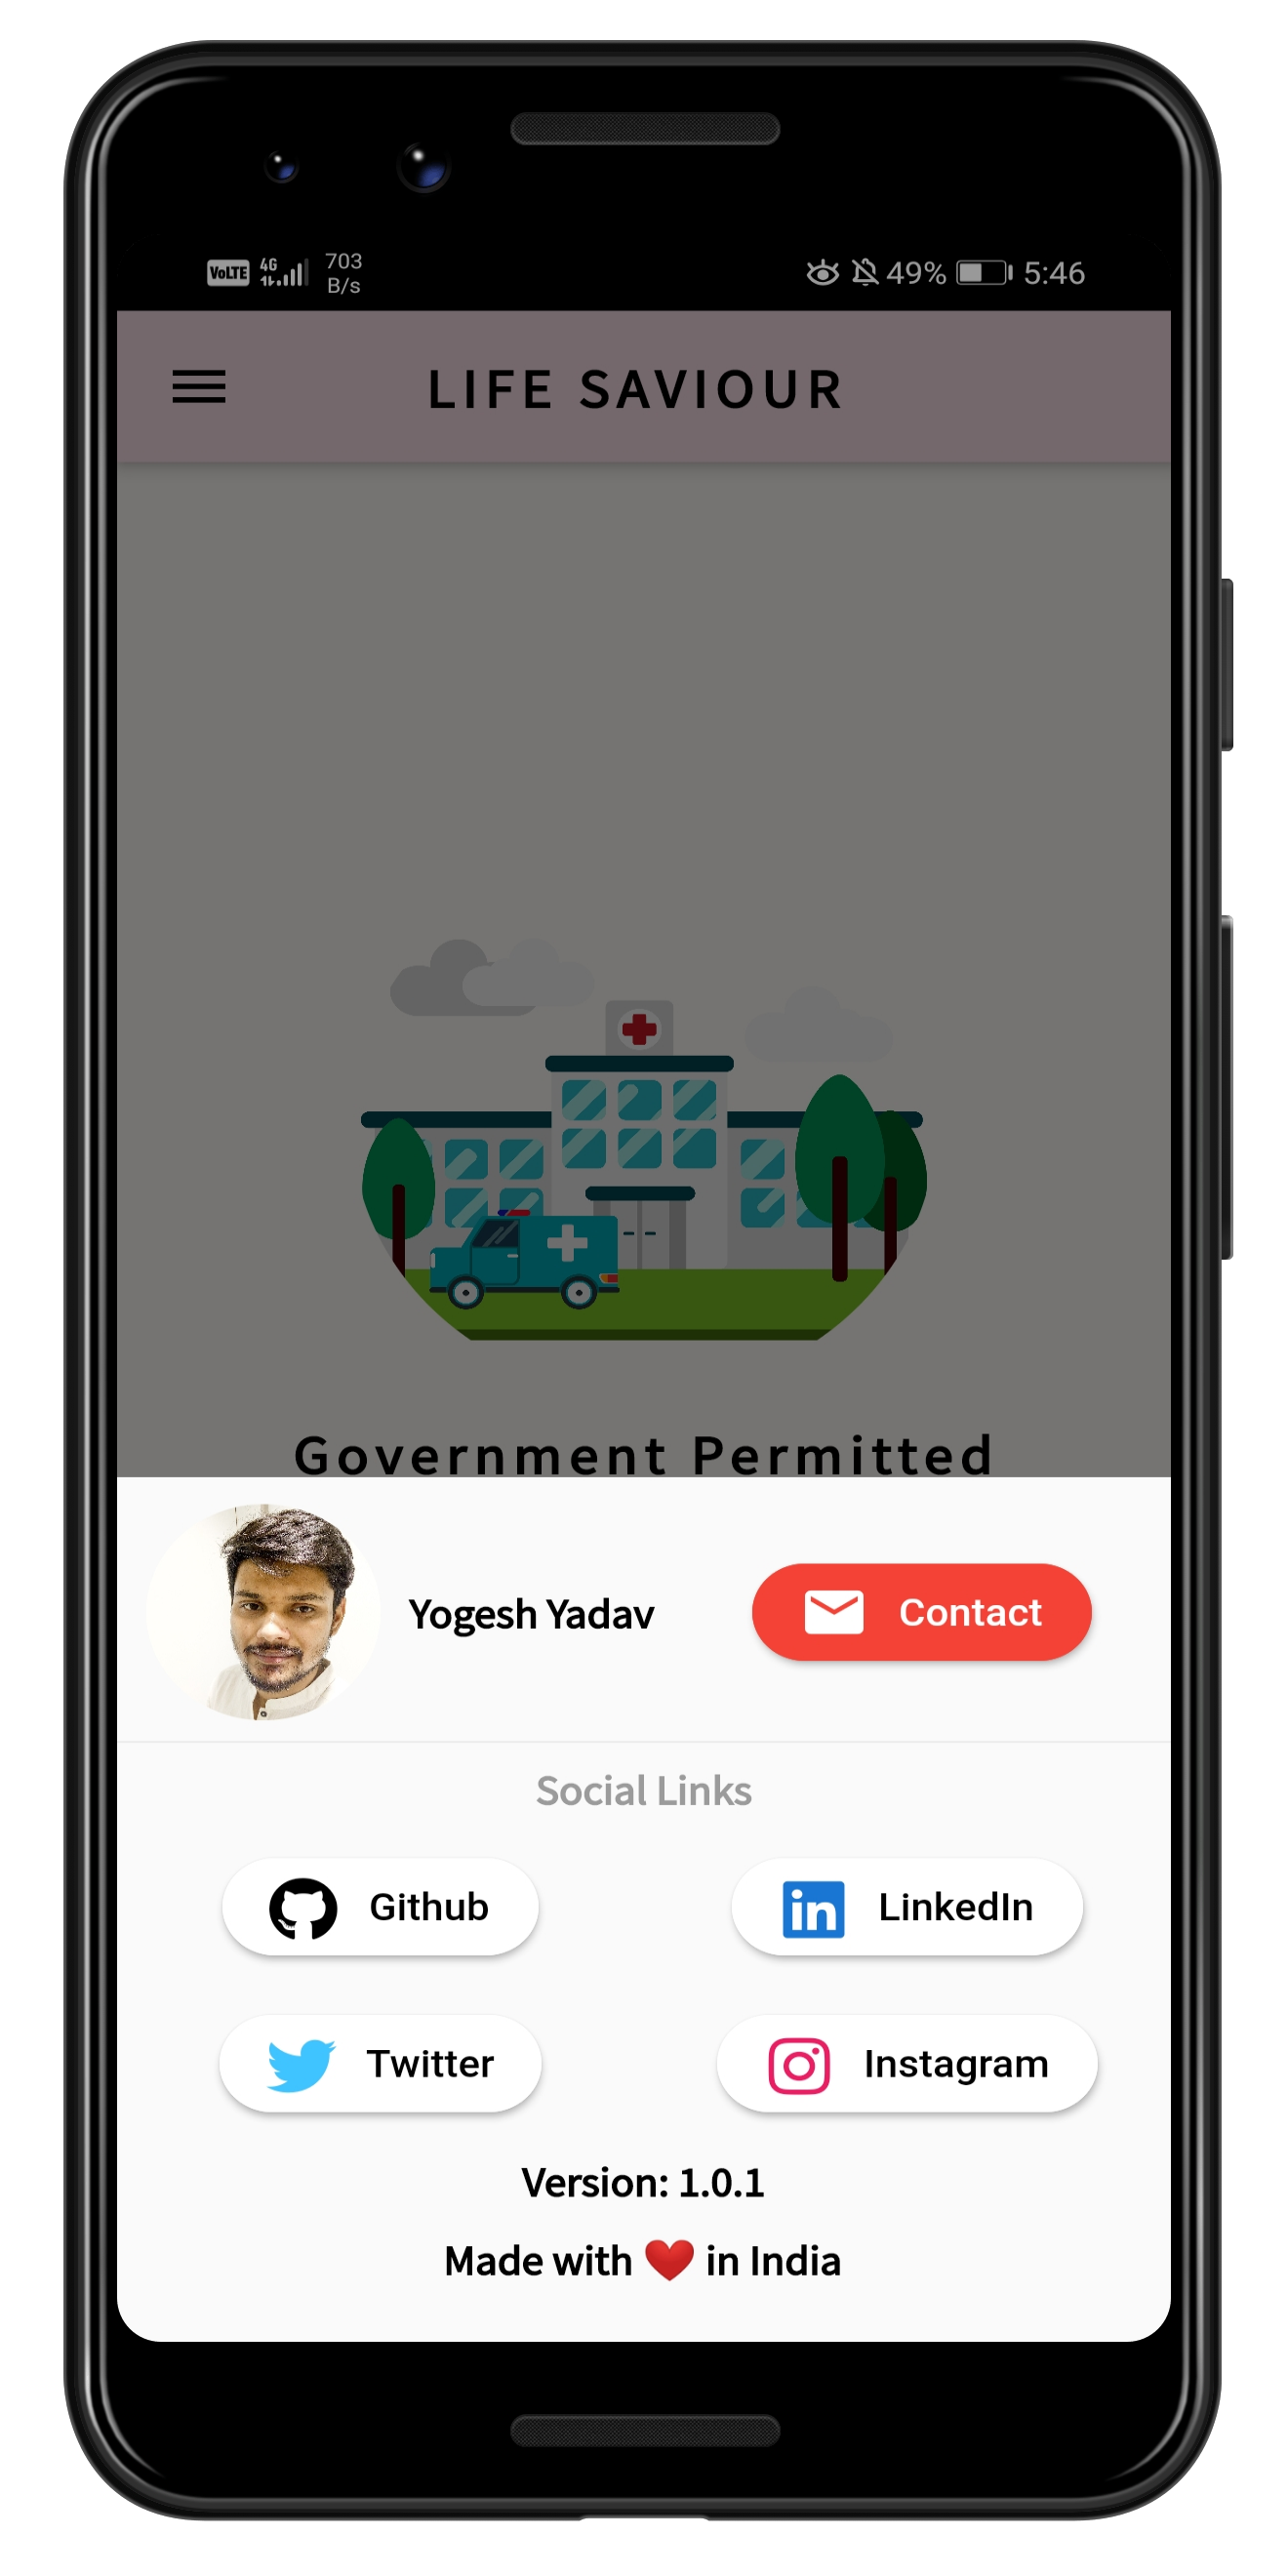 VoLTE 4G 703 B/s 49% 5:46
LIFE SAVIOUR
Government Permitted
Yogesh Yadav
Contact
Social Links
Github
LinkedIn
Twitter
Instagram
Version: 1.0.1
Made with ❤️ in India